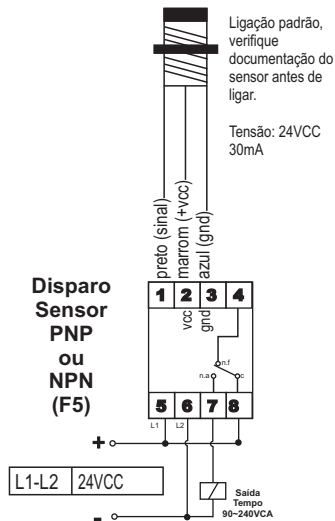 Ligação padrão,
verifique
documentação do
sensor antes de
ligar.
Tensão: 24VCC
30mA
preto (sinal)
marrom (+vcc)
azul (gnd)
Disparo
Sensor
PNP
ou
NPN
(F5)
1 2 3 4
vcc gnd
n.f
n.a c
5 6 7 8
L1 L2
+
L1-L2 24VCC
Saída
Tempo
90~240VCA
-